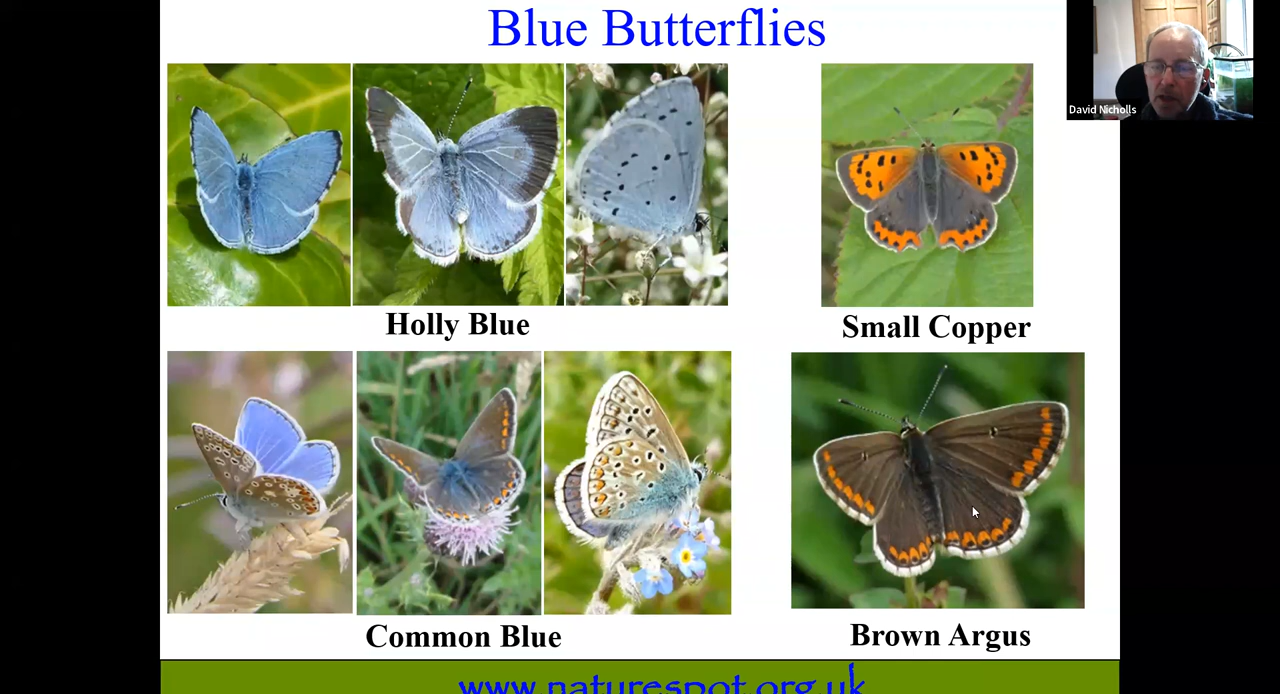 Blue Butterflies
David Nicholls
Holly Blue
Small Copper
Common Blue
Brown Argus
www.naturespot.org.uk